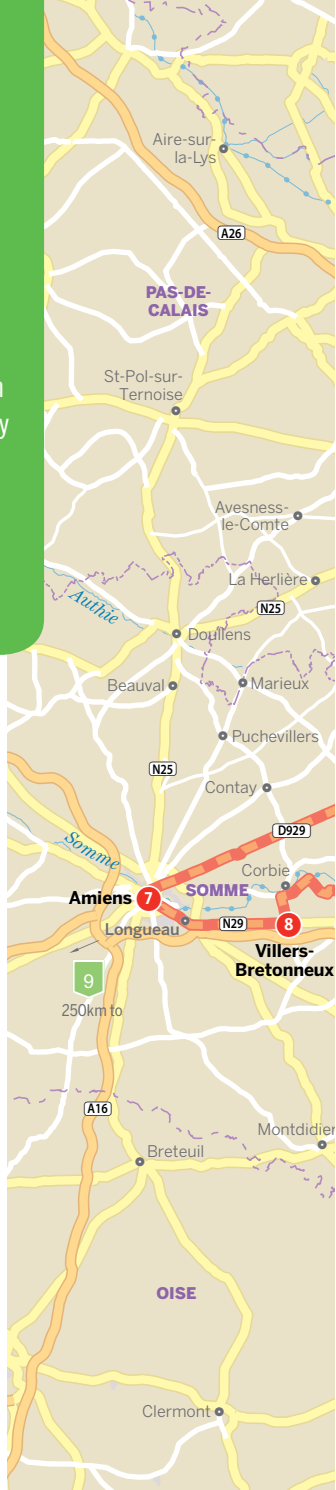 Aire-sur-
la-Lys
A26
PAS-DE-
CALAIS
y
St-Pol-sur-
Ternoise
Avesness-
le-Comte
La Herlière
N25
Authie
Doullens
Beauval
Marieux
Puchevillers
N25
Contay
D929
Somme
Corbie
Amiens 7
SOMME
Longueau
N29
8
Villers-
Bretonneux
9
250km to
A16
Montdidier
Breteuil
OISE
Clermont